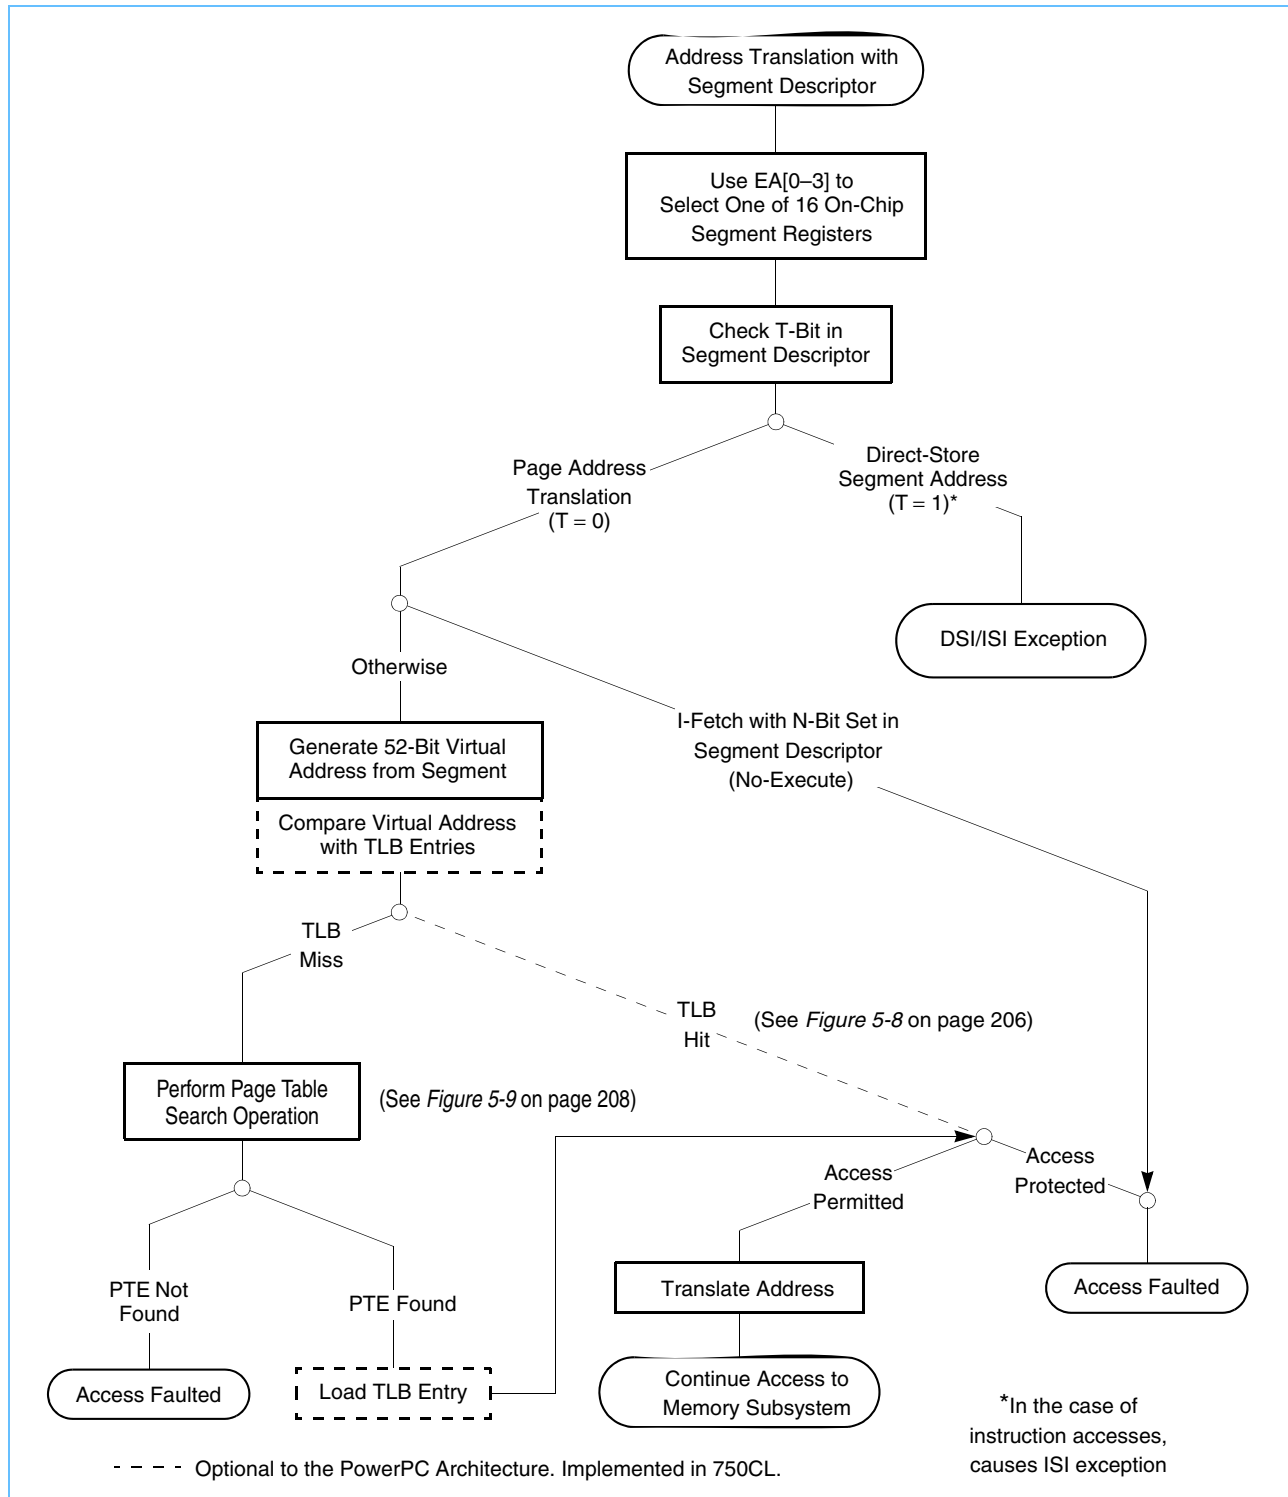 Address Translation with
Segment Descriptor
Use EA[0–3] to
Select One of 16 On-Chip
Segment Registers
Check T-Bit in
Segment Descriptor
Page Address
Translation
(T = 0)
Direct-Store
Segment Address
(T = 1)*
DSI/ISI Exception
Otherwise
I-Fetch with N-Bit Set in
Segment Descriptor
(No-Execute)
Generate 52-Bit Virtual
Address from Segment
Compare Virtual Address
with TLB Entries
TLB
Miss
TLB
Hit
(See Figure 5-8 on page 206)
Perform Page Table
Search Operation
(See Figure 5-9 on page 208)
Access
Permitted
Access
Protected
PTE Not
Found
PTE Found
Translate Address
Access Faulted
Access Faulted
Load TLB Entry
Continue Access to
Memory Subsystem
*In the case of
instruction accesses,
causes ISI exception
Optional to the PowerPC Architecture. Implemented in 750CL.